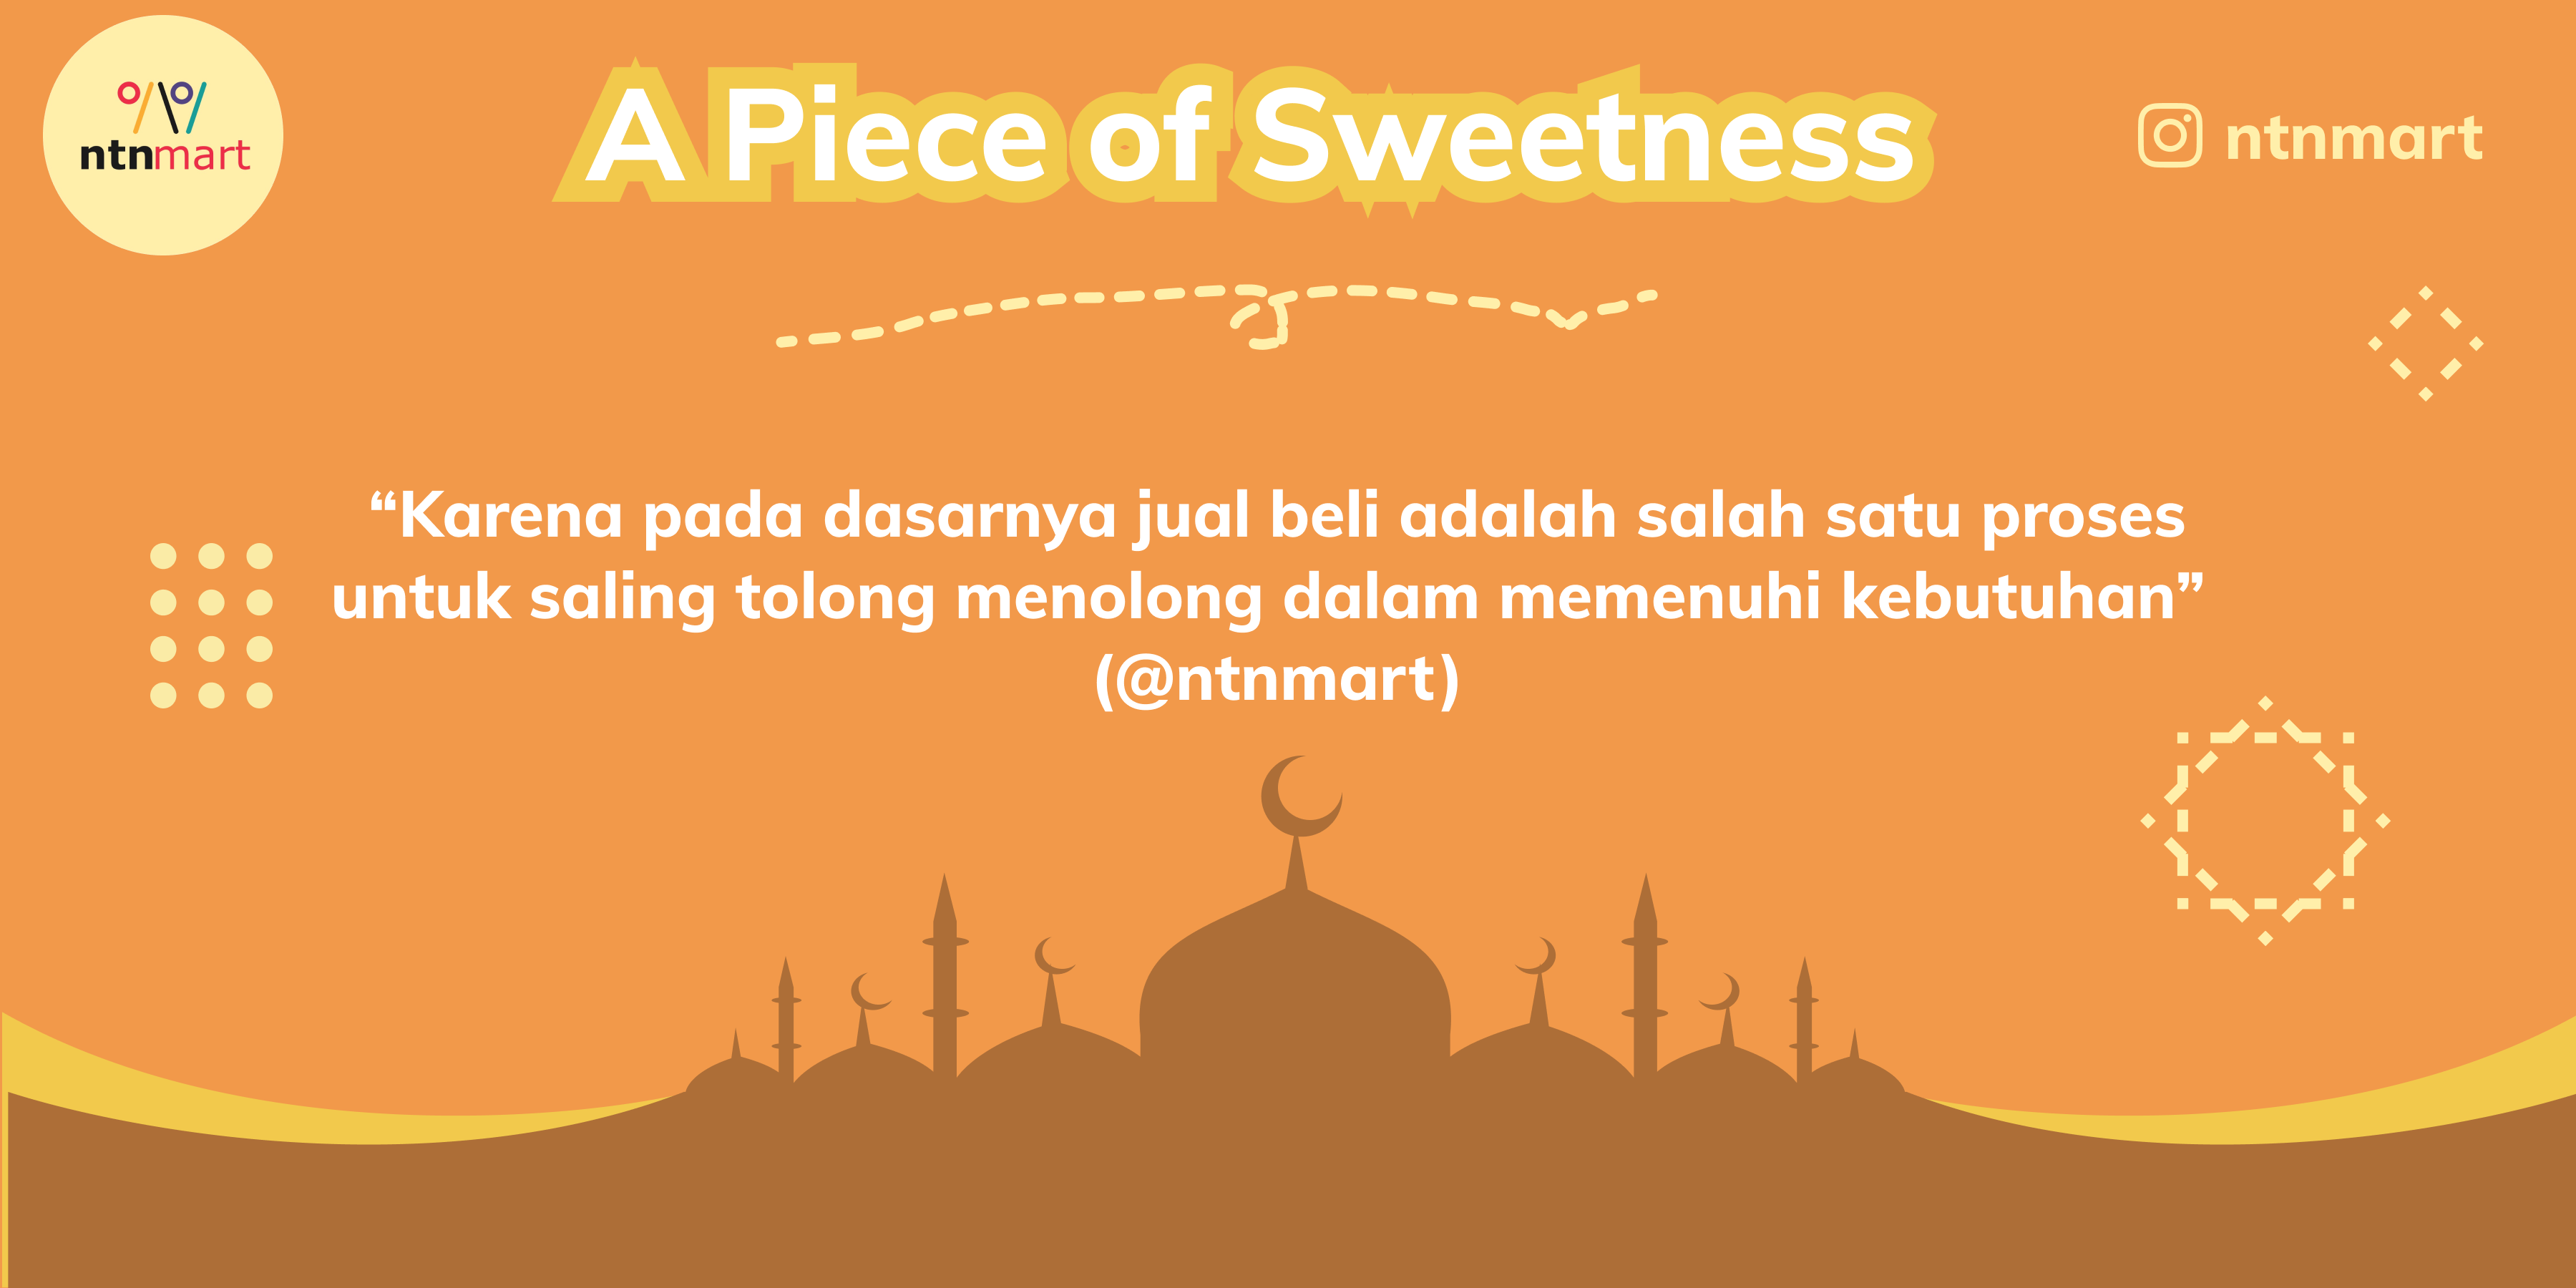 ntnmart
A Piece of Sweetness
ntnmart
“Karena pada dasarnya jual beli adalah salah satu proses
untuk saling tolong menolong dalam memenuhi kebutuhan”
(@ntnmart)